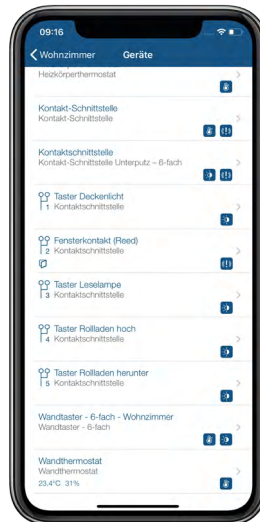 09:16
Wohnzimmer Geräte
Heizkörperthermostat
Kontakt-Schnittstelle
Kontakt-Schnittstelle
Kontaktschnittstelle
Kontakt-Schnittstelle Unterputz – 6-fach
Taster Deckenlicht
1 Kontaktschnittstelle
Fensterkontakt (Reed)
2 Kontaktschnittstelle
Taster Leselampe
3 Kontaktschnittstelle
Taster Rollladen hoch
4 Kontaktschnittstelle
Taster Rollladen herunter
5 Kontaktschnittstelle
Wandtaster - 6-fach - Wohnzimmer
Wandtaster - 6-fach
Wandthermostat
Wandthermostat
23,4°C 31%